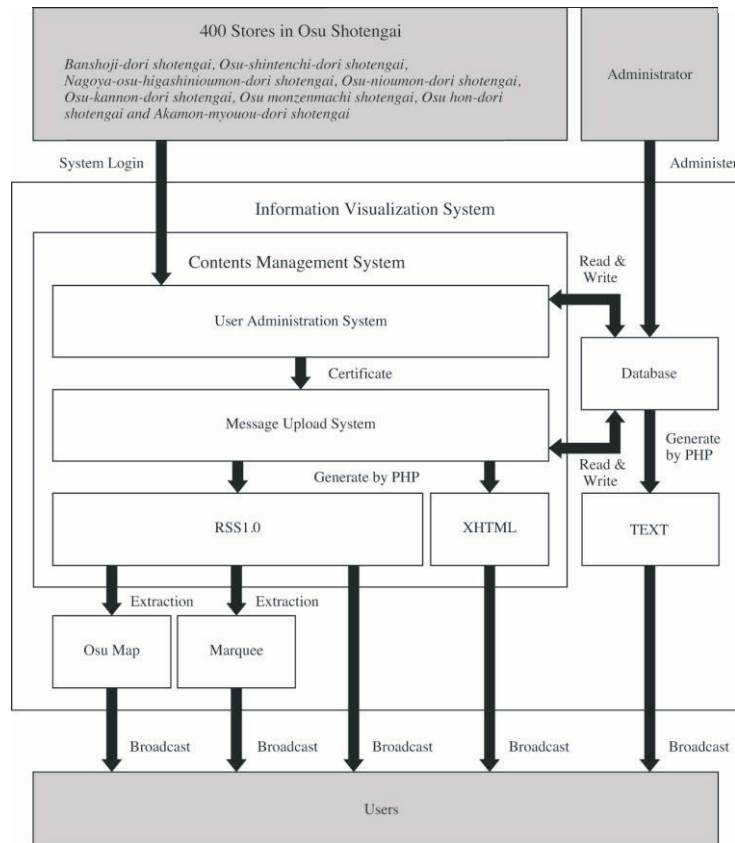 400 Stores in Osu Shotengai
Banshoji-dori shotengai, Osu-shintenchi-dori shotengai,
Nagoya-osu-higashinioumon-dori shotengai, Osu-nioumon-dori shotengai,
Osu-kannon-dori shotengai, Osu monzenmachi shotengai, Osu hon-dori
shotengai and Akamon-myouou-dori shotengai
Administrator
System Login
Administer
Information Visualization System
Contents Management System
Read &
Write
User Administration System
Certificate
Database
Message Upload System
Generate by PHP
Read &
Write
Generate
by PHP
RSS1.0
XHTML
TEXT
Extraction
Extraction
Osu Map
Marquee
Broadcast
Broadcast
Broadcast
Broadcast
Broadcast
Users